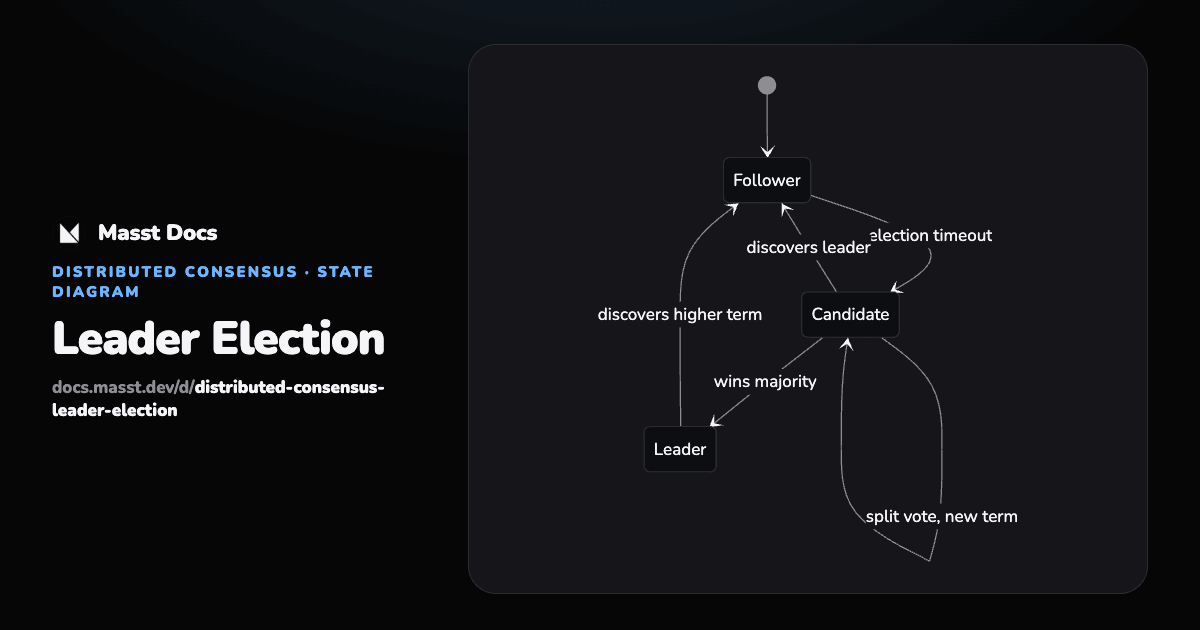 Masst Docs
DISTRIBUTED CONSENSUS · STATE
DIAGRAM
Leader Election
docs.masst.dev/d/distributed-consensus-
leader-election
Follower
election timeout
discovers leader
discovers higher term
Candidate
wins majority
Leader
split vote, new term